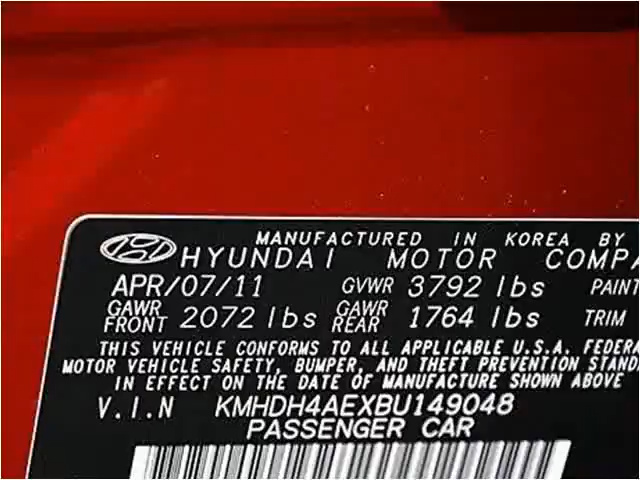 MANUFACTURED IN KOREA BY
HYUNDAI MOTOR COMPA
APR/07/11 GVWR 3792 lbs PAINT
GAWR FRONT 2072 lbs GAWR REAR 1764 lbs TRIM
THIS VEHICLE CONFORMS TO ALL APPLICABLE U.S.A. FEDERA
MOTOR VEHICLE SAFETY, BUMPER, AND THEFT PREVENTION STANDA
IN EFFECT ON THE DATE OF MANUFACTURE SHOWN ABOVE
V.I.N KMHDH4AEXBU149048
PASSENGER CAR